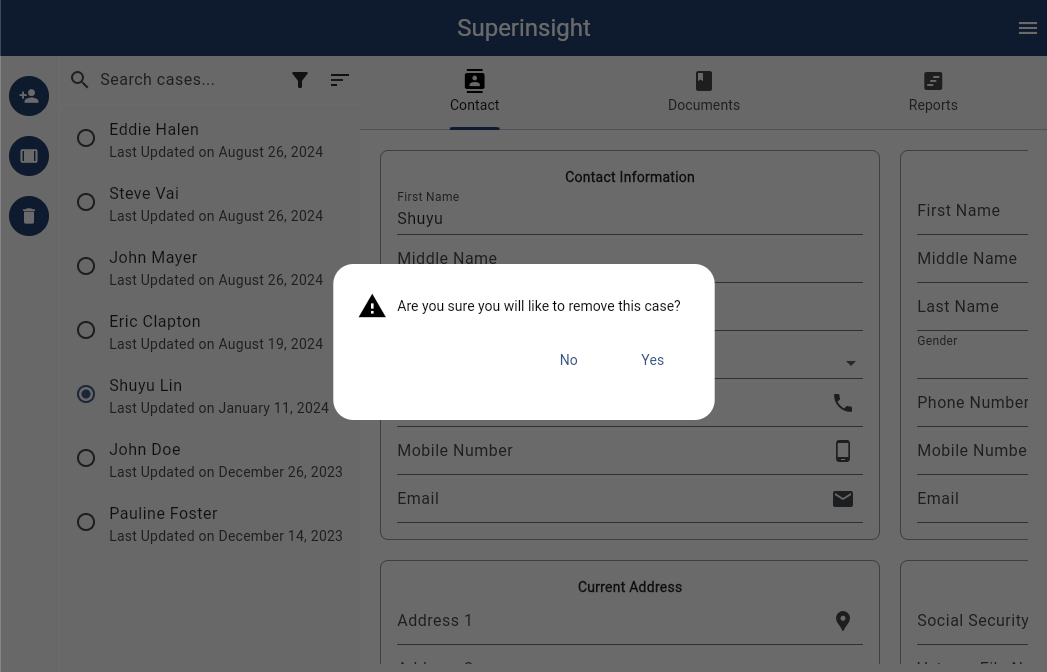 Superinsight
Search cases...
Contact
Documents
Reports
Eddie Halen
Last Updated on August 26, 2024
Steve Vai
Last Updated on August 26, 2024
John Mayer
Last Updated on August 26, 2024
Eric Clapton
Last Updated on August 19, 2024
Shuyu Lin
Last Updated on January 11, 2024
John Doe
Last Updated on December 26, 2023
Pauline Foster
Last Updated on December 14, 2023
Contact Information
First Name
Shuyu
Middle Name
Are you sure you will like to remove this case?
No
Yes
Mobile Number
Email
First Name
Middle Name
Last Name
Gender
Phone Number
Mobile Numbe
Email
Current Address
Address 1
Social Security